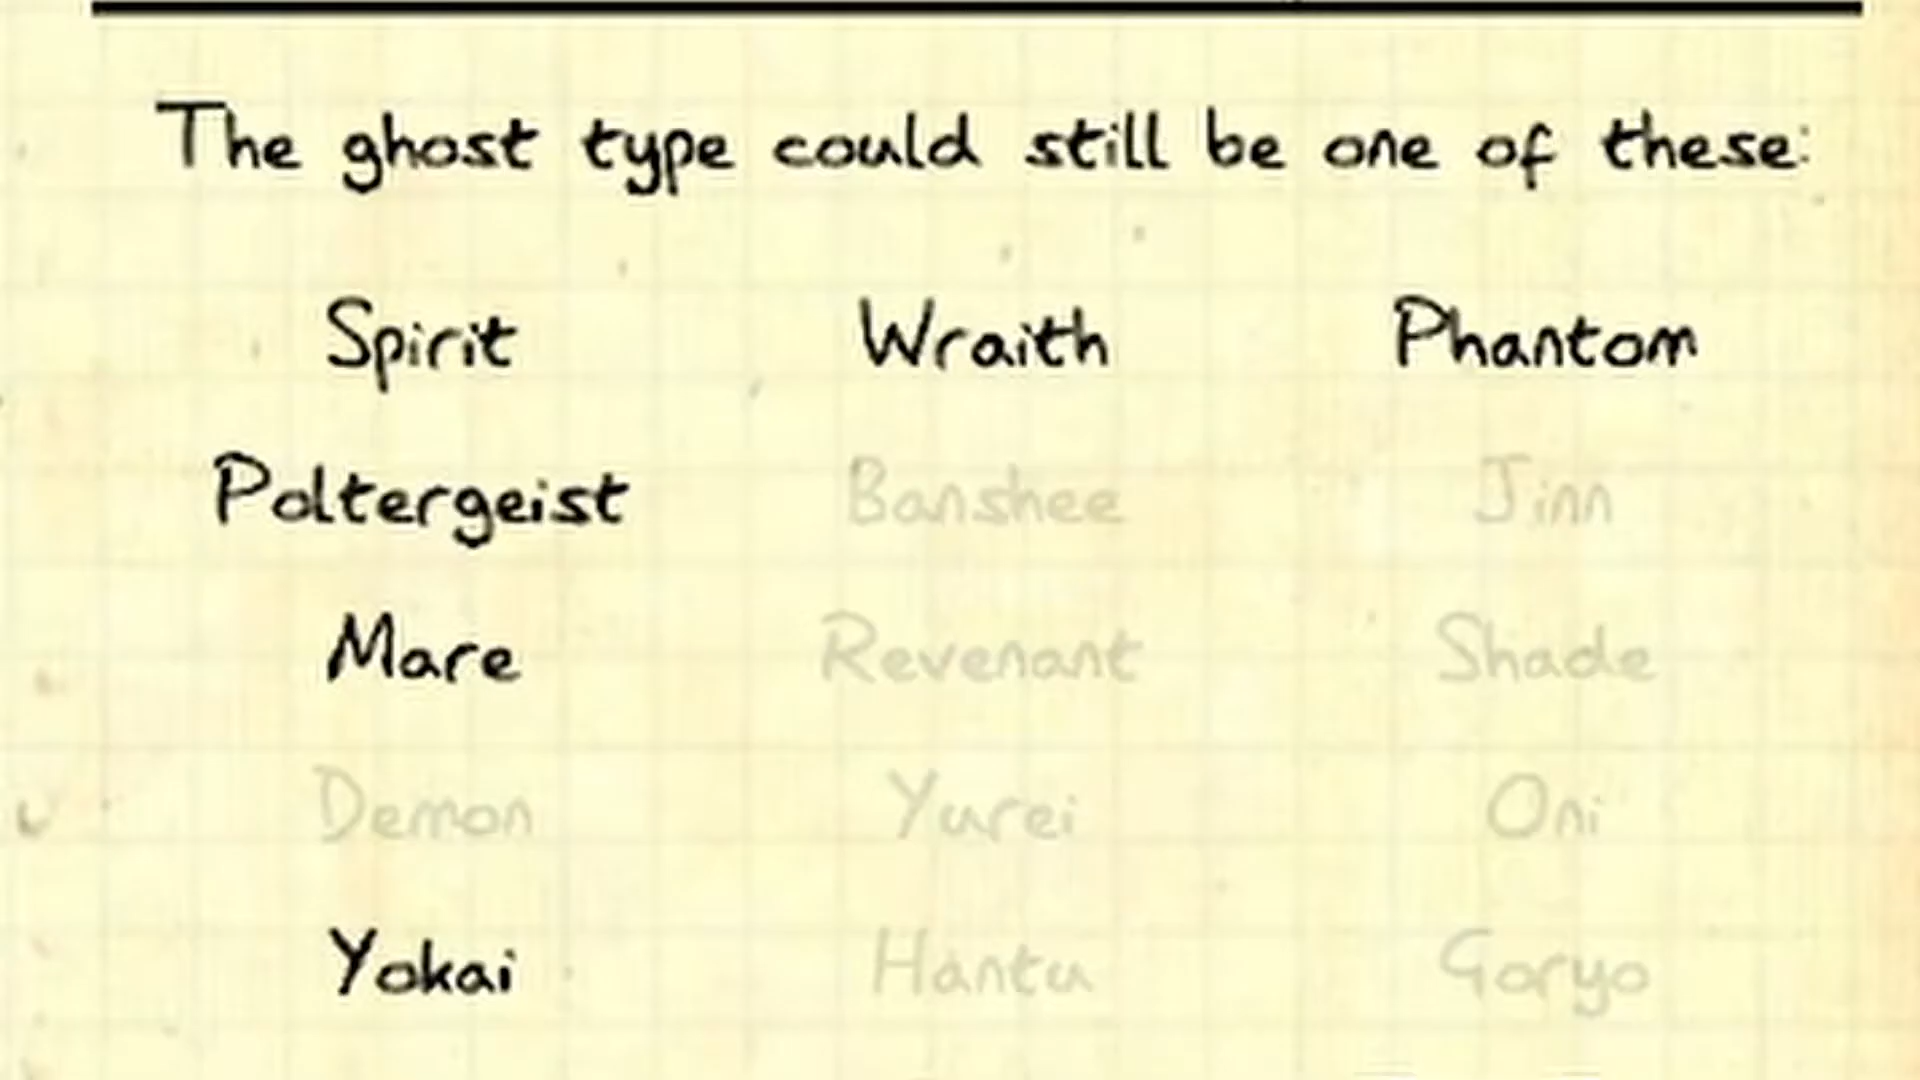 The ghost type could still be one of these:
Spirit Wraith Phantom
Poltergeist Banshee Jinn
Mare Revenant Shade
Demon Yurei Oni
Yokai Hantu Goryo